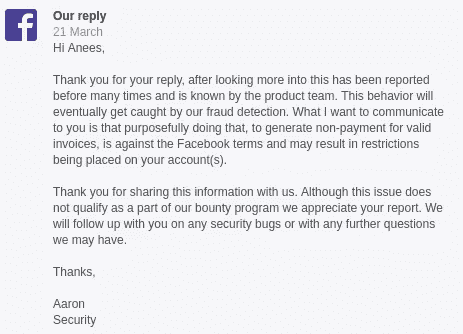 Our reply
21 March
Hi Anees,
Thank you for your reply, after looking more into this has been reported
before many times and is known by the product team. This behavior will
eventually get caught by our fraud detection. What I want to communicate
to you is that purposefully doing that, to generate non-payment for valid
invoices, is against the Facebook terms and may result in restrictions
being placed on your account(s).
Thank you for sharing this information with us. Although this issue does
not qualify as a part of our bounty program we appreciate your report. We
will follow up with you on any security bugs or with any further questions
we may have.
Thanks,
Aaron
Security